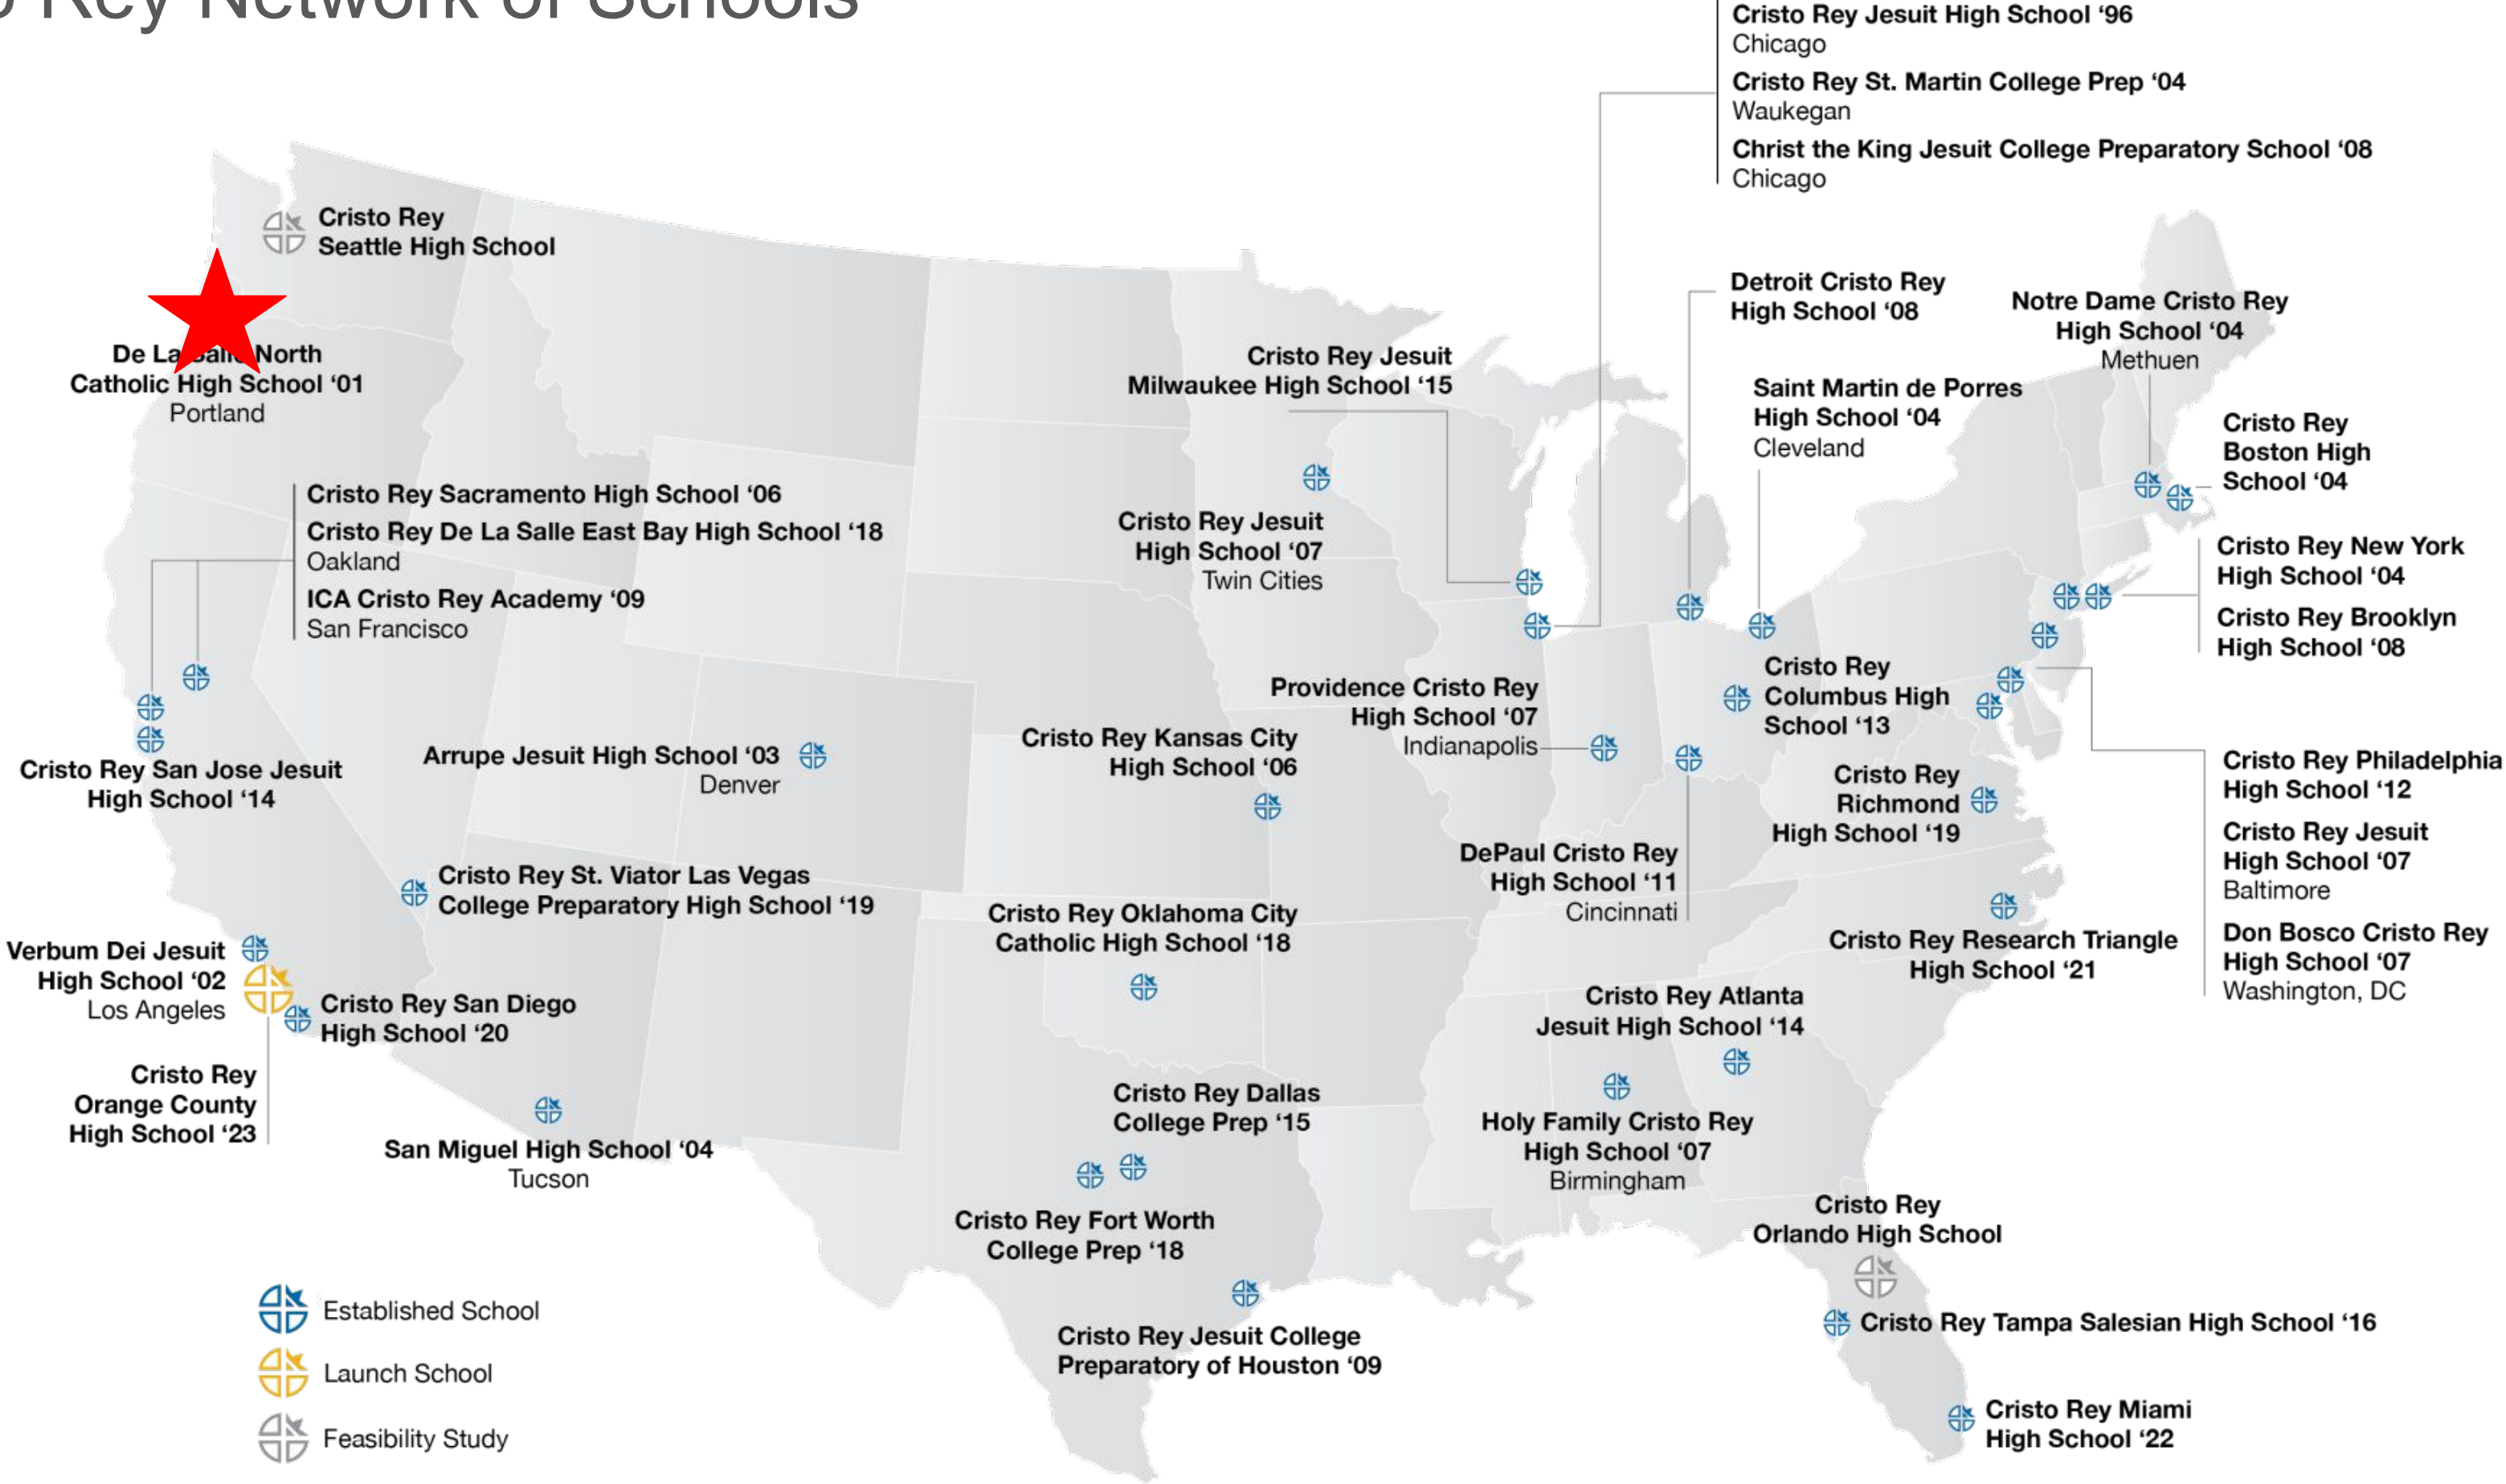 Rey Network of Schools
Cristo Rey Jesuit High School ‘96
Chicago
Cristo Rey St. Martin College Prep ‘04
Waukegan
Christ the King Jesuit College Preparatory School ‘08
Chicago
Cristo Rey
Seattle High School
De La Salle North
Catholic High School ‘01
Portland
Detroit Cristo Rey
High School ‘08
Notre Dame Cristo Rey
High School ‘04
Methuen
Cristo Rey Jesuit
Milwaukee High School ‘15
Saint Martin de Porres
High School ‘04
Cleveland
Cristo Rey
Boston High
School ‘04
Cristo Rey Sacramento High School ‘06
Cristo Rey De La Salle East Bay High School ‘18
Oakland
ICA Cristo Rey Academy ‘09
San Francisco
Cristo Rey Jesuit
High School ‘07
Twin Cities
Cristo Rey New York
High School ‘04
Cristo Rey Brooklyn
High School ‘08
Cristo Rey San Jose Jesuit
High School ‘14
Arrupe Jesuit High School ‘03
Denver
Cristo Rey Kansas City
High School ‘06
Providence Cristo Rey
High School ‘07
Indianapolis
Cristo Rey
Columbus High
School ‘13
Cristo Rey
Richmond
High School ‘19
Cristo Rey Philadelphia
High School ‘12
Cristo Rey Jesuit
High School ‘07
Baltimore
Don Bosco Cristo Rey
High School ‘07
Washington, DC
DePaul Cristo Rey
High School ‘11
Cincinnati
Cristo Rey St. Viator Las Vegas
College Preparatory High School ‘19
Cristo Rey Oklahoma City
Catholic High School ‘18
Cristo Rey Research Triangle
High School ‘21
Verbum Dei Jesuit
High School ‘02
Los Angeles
Cristo Rey San Diego
High School ‘20
Cristo Rey
Orange County
High School ‘23
Cristo Rey Atlanta
Jesuit High School ‘14
San Miguel High School ‘04
Tucson
Cristo Rey Dallas
College Prep ‘15
Holy Family Cristo Rey
High School ‘07
Birmingham
Cristo Rey Fort Worth
College Prep ‘18
Cristo Rey
Orlando High School
Cristo Rey Jesuit College
Preparatory of Houston ‘09
Cristo Rey Tampa Salesian High School ‘16
Cristo Rey Miami
High School ‘22
Established School
Launch School
Feasibility Study